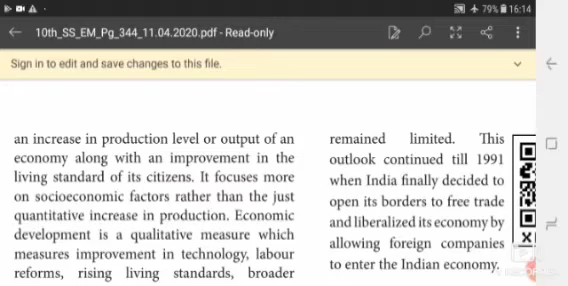 79% 16:14
10th_SS_EM_Pg_344_11.04.2020.pdf - Read-only
Sign in to edit and save changes to this file.
an increase in production level or output of an
economy along with an improvement in the
living standard of its citizens. It focuses more
on socioeconomic factors rather than the just
quantitative increase in production. Economic
development is a qualitative measure which
measures improvement in technology, labour
reforms, rising living standards, broader
remained limited. This
outlook continued till 1991
when India finally decided to
open its borders to free trade
and liberalized its economy by
allowing foreign companies
to enter the Indian economy.